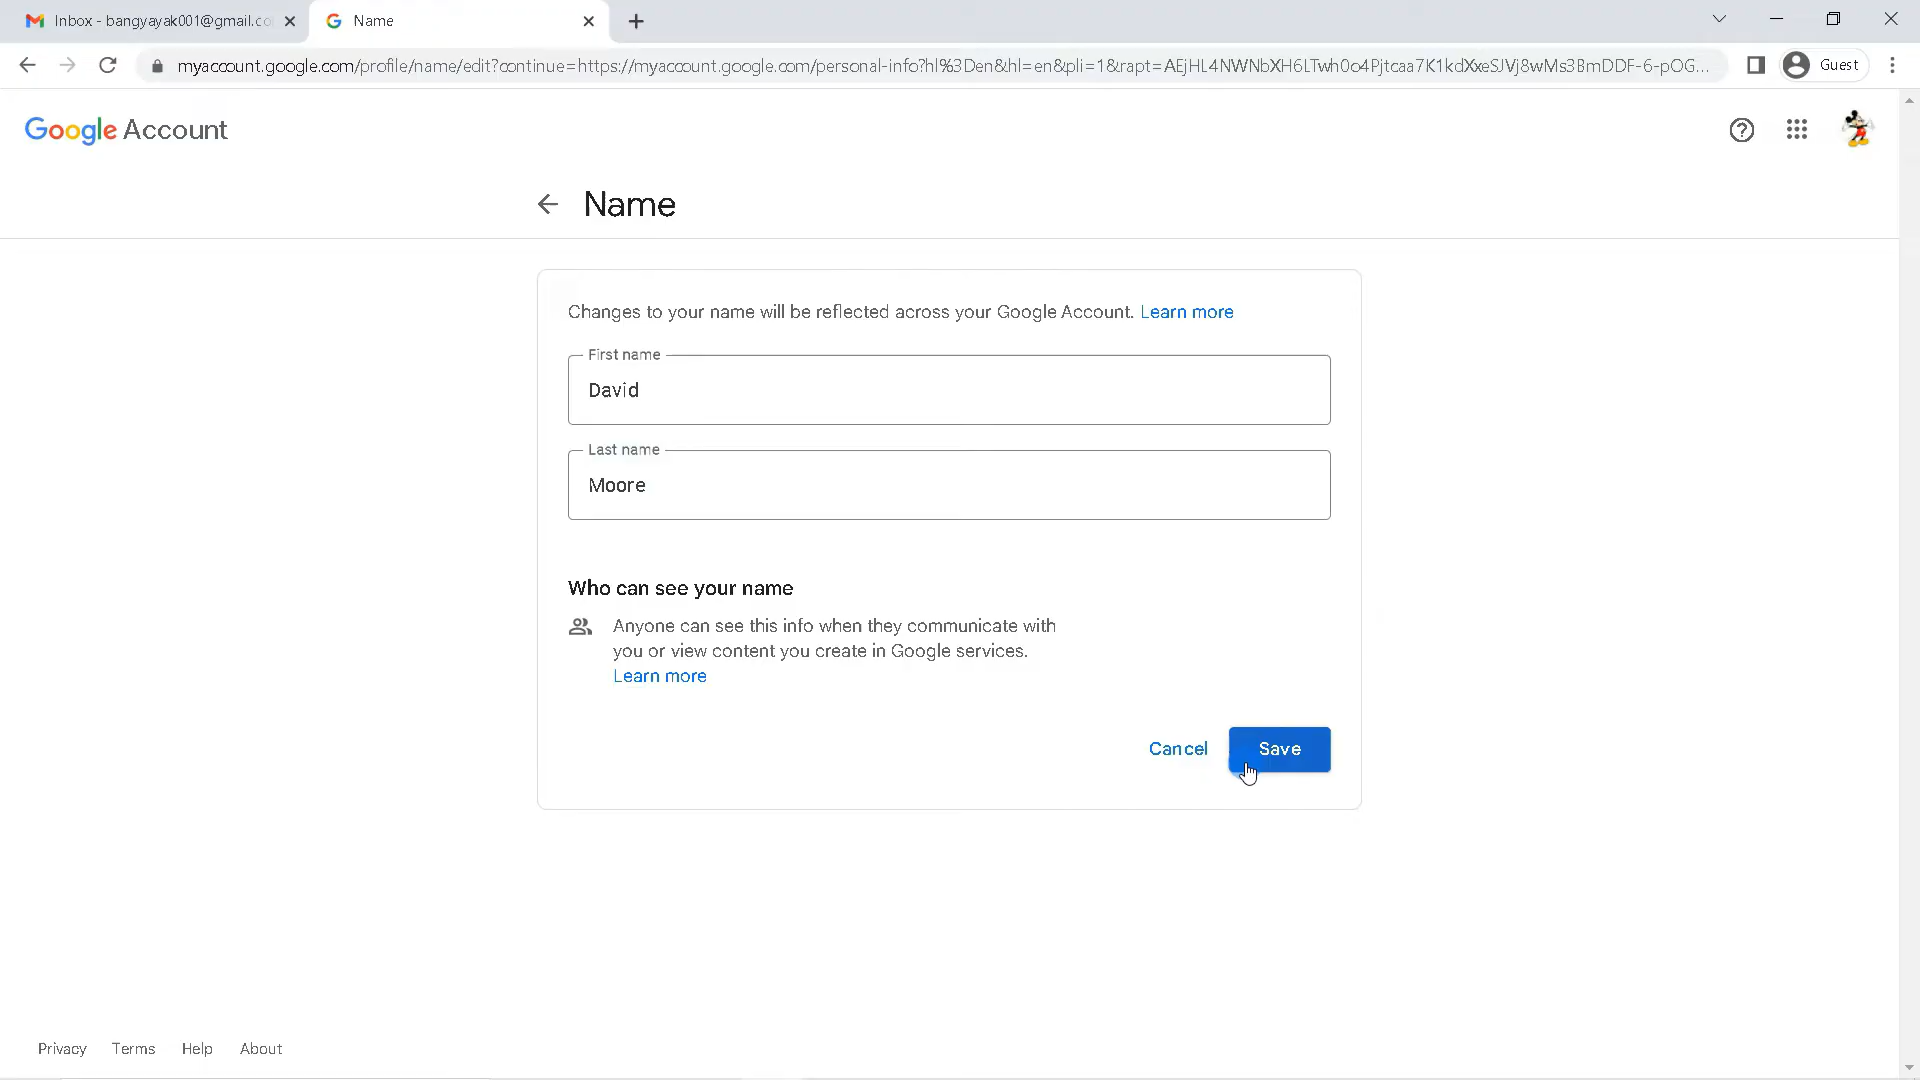 Inbox - bangyayak001@gmail.co
Name
myaccount.google.com/profile/name/edit?continue=https://myaccount.google.com/personal-info?hl%3Den&hl=en&pli=1&rapt=AEjHL4NWNbXH6LTwh0o4Pjtcaa7K1kdXxeSJVj8wMs3BmDDF-6-pOG...
Guest
Google Account
Name
Changes to your name will be reflected across your Google Account. Learn more
First name
David
Last name
Moore
Who can see your name
Anyone can see this info when they communicate with
you or view content you create in Google services.
Learn more
Cancel
Save
Privacy Terms Help About